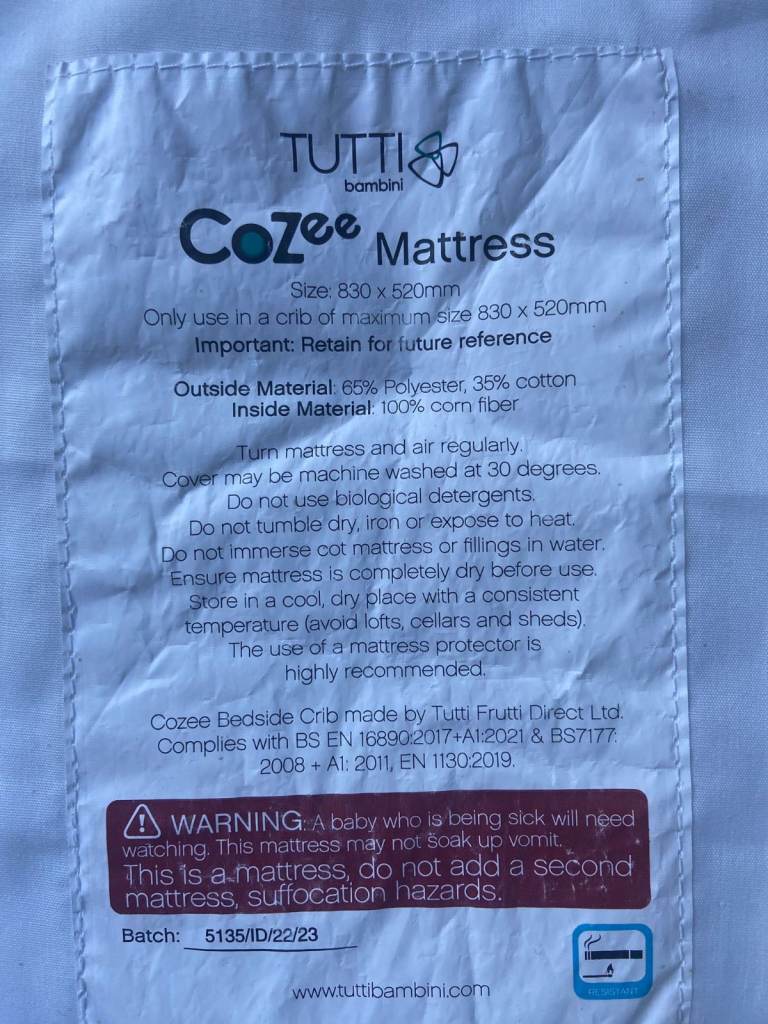 TUTTI
bambini
Cozee Mattress
Size: 830 x 520mm
Only use in a crib of maximum size 830 x 520mm
Important: Retain for future reference
Outside Material: 65% Polyester, 35% cotton
Inside Material: 100% corn fiber
Turn mattress and air regularly.
Cover may be machine washed at 30 degrees.
Do not use biological detergents.
Do not tumble dry, iron or expose to heat.
Do not immerse cot mattress or fillings in water.
Ensure mattress is completely dry before use.
Store in a cool, dry place with a consistent
temperature (avoid lofts, cellars and sheds).
The use of a mattress protector is
highly recommended.
Cozee Bedside Crib made by Tutti Frutti Direct Ltd.
Complies with BS EN 16890:2017+A1:2021 & BS7177:
2008 + A1: 2011, EN 1130:2019.
WARNING: A baby who is being sick will need
watching. This mattress may not soak up vomit.
This is a mattress, do not add a second
mattress, suffocation hazards.
Batch: 5135/ID/22/23
RESISTANT
www.tuttibambini.com